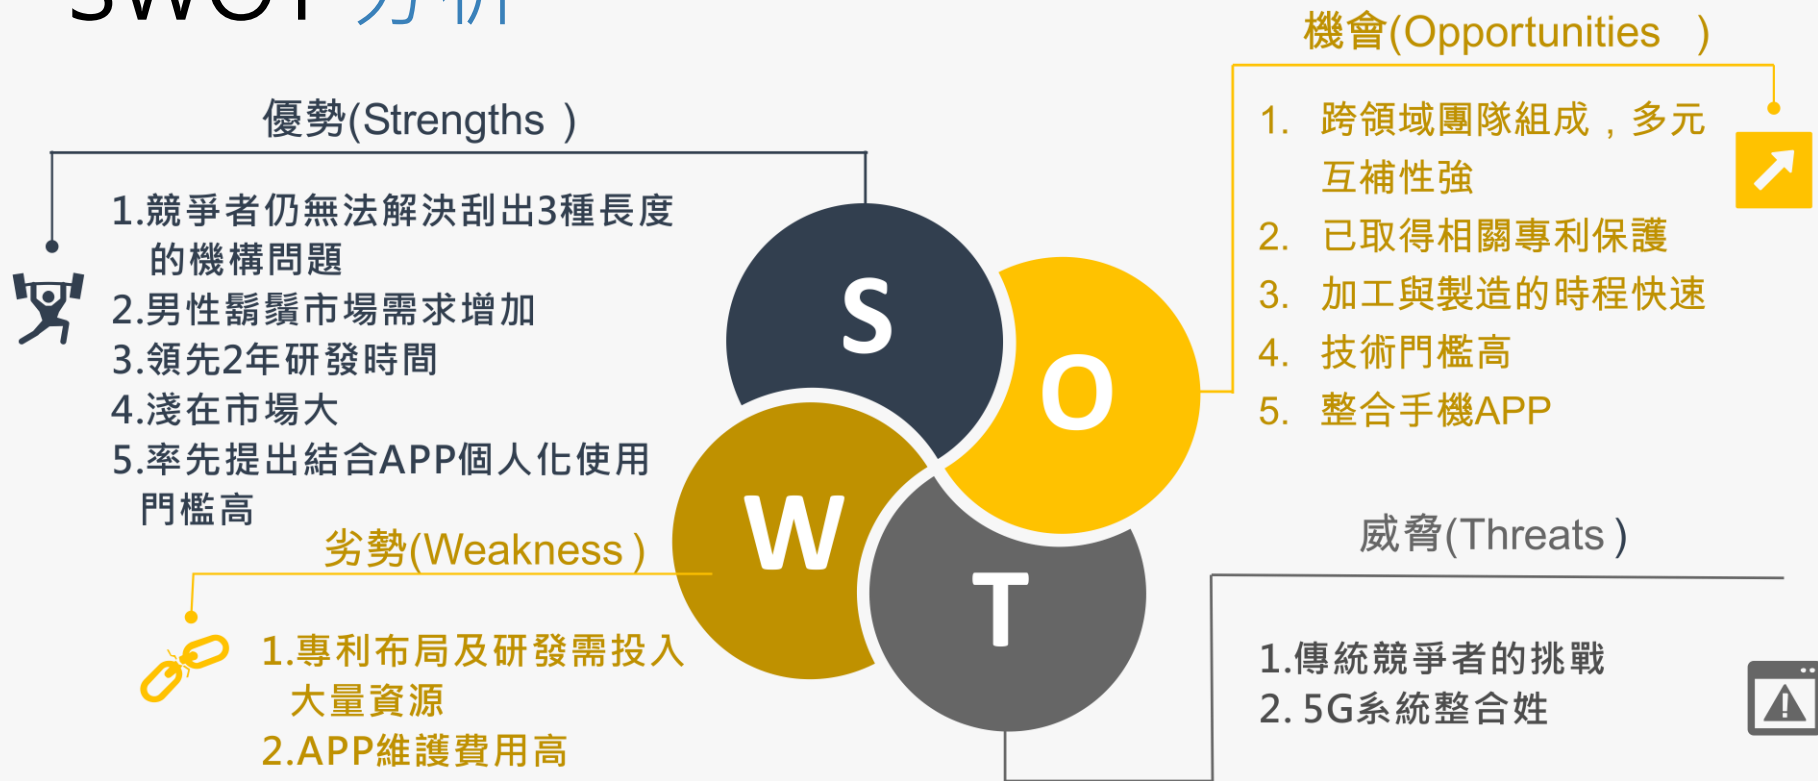 SWOT 分析
優勢(Strengths )
1.競爭者仍無法解決刮出3種長度
的機構問題
2.男性鬍鬚市場需求增加
3.領先2年研發時間
4.淺在市場大
5.率先提出結合APP個人化使用
門檻高
劣勢(Weakness )
1.專利布局及研發需投入
大量資源
2.APP維護費用高
S
O
W
T
機會(Opportunities )
1. 跨領域團隊組成，多元
互補性強
2. 已取得相關專利保護
3. 加工與製造的時程快速
4. 技術門檻高
5. 整合手機APP
威脅(Threats )
1.傳統競爭者的挑戰
2. 5G系統整合姓